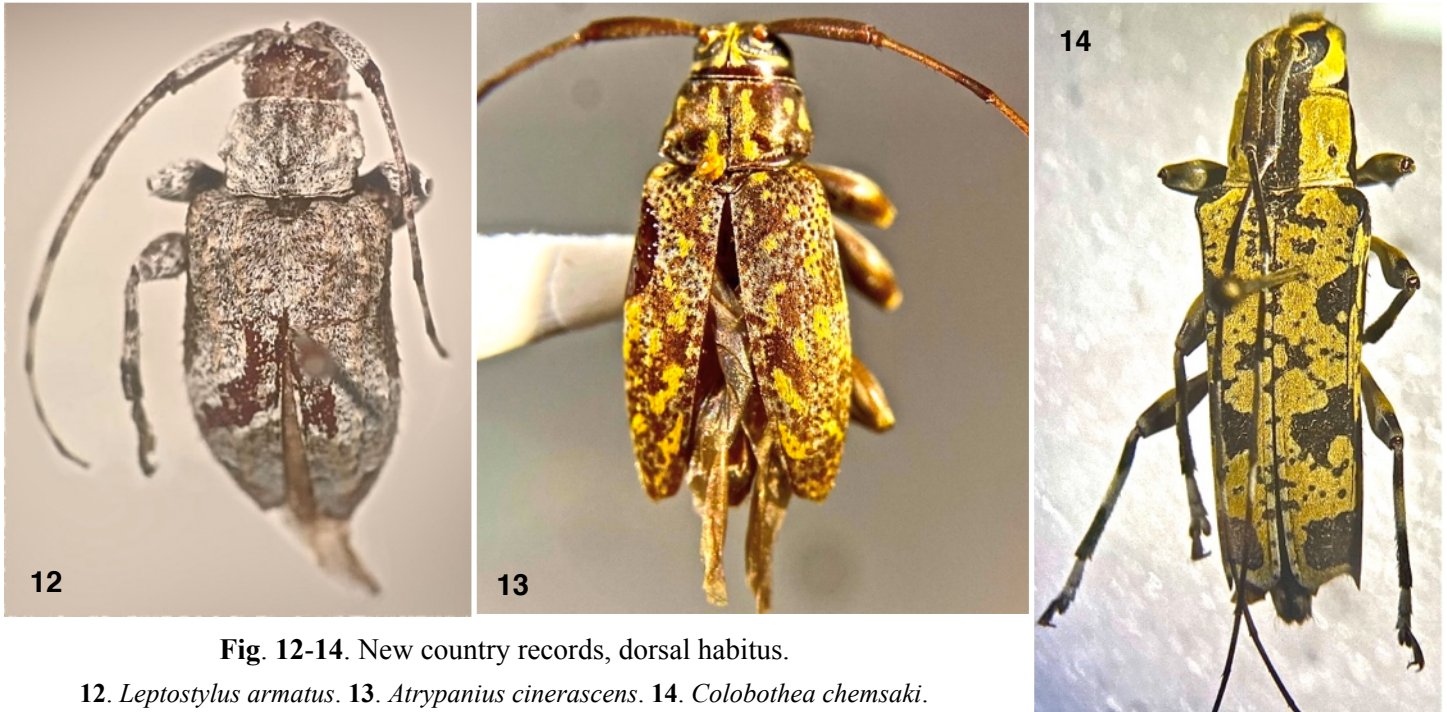 14
12
13
Fig. 12-14. New country records, dorsal habitus.
12. Leptostylus armatus. 13. Atrypanius cinerascens. 14. Colobothea chemsaki.